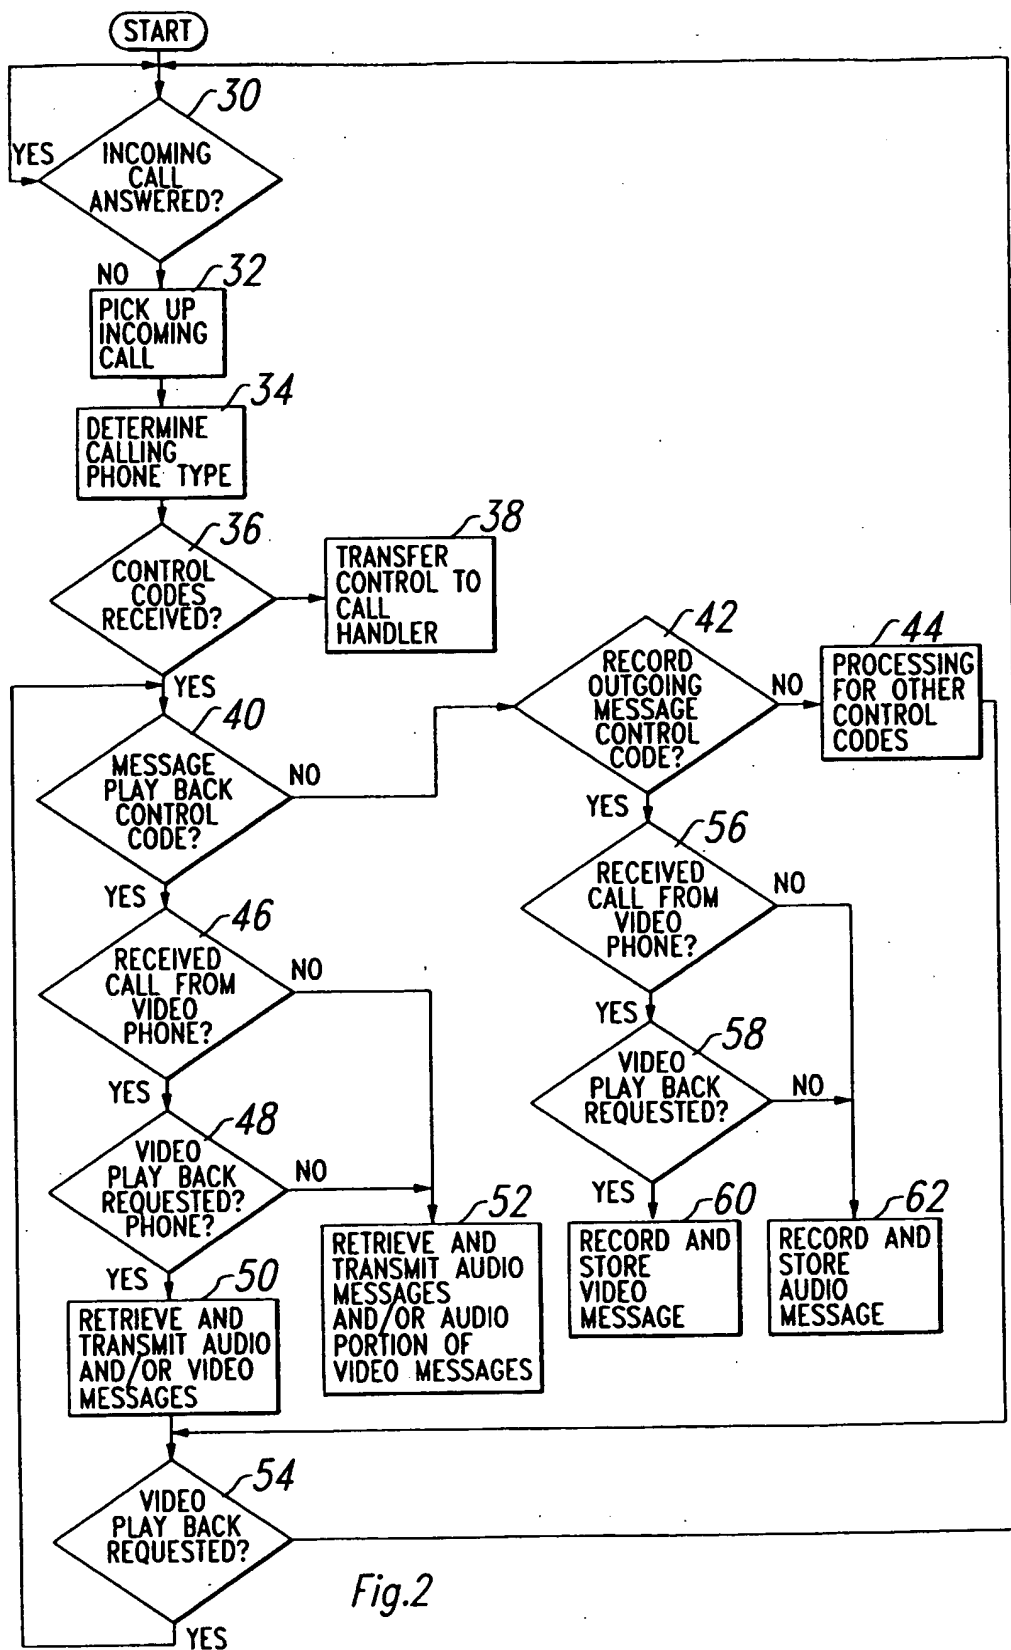 START
30
YES
INCOMING
CALL
ANSWERED?
NO
32
PICK UP
INCOMING
CALL
34
DETERMINE
CALLING
PHONE TYPE
36
CONTROL
CODES
RECEIVED?
38
TRANSFER
CONTROL TO
CALL
HANDLER
YES
40
MESSAGE
PLAY BACK
CONTROL
CODE?
NO
42
RECORD
OUTGOING
MESSAGE
CONTROL
CODE?
NO
44
PROCESSING
FOR OTHER
CONTROL
CODES
YES
46
RECEIVED
CALL FROM
VIDEO
PHONE?
NO
YES
56
RECEIVED
CALL FROM
VIDEO
PHONE?
NO
YES
48
VIDEO
PLAY BACK
REQUESTED?
PHONE?
NO
YES
58
VIDEO
PLAY BACK
REQUESTED?
NO
YES
50
RETRIEVE AND
TRANSMIT AUDIO
AND/OR VIDEO
MESSAGES
52
RETRIEVE AND
TRANSMIT AUDIO
MESSAGES
AND/OR AUDIO
PORTION OF
VIDEO MESSAGES
YES
60
RECORD AND
STORE
VIDEO
MESSAGE
62
RECORD AND
STORE
AUDIO
MESSAGE
54
VIDEO
PLAY BACK
REQUESTED?
YES
Fig.2